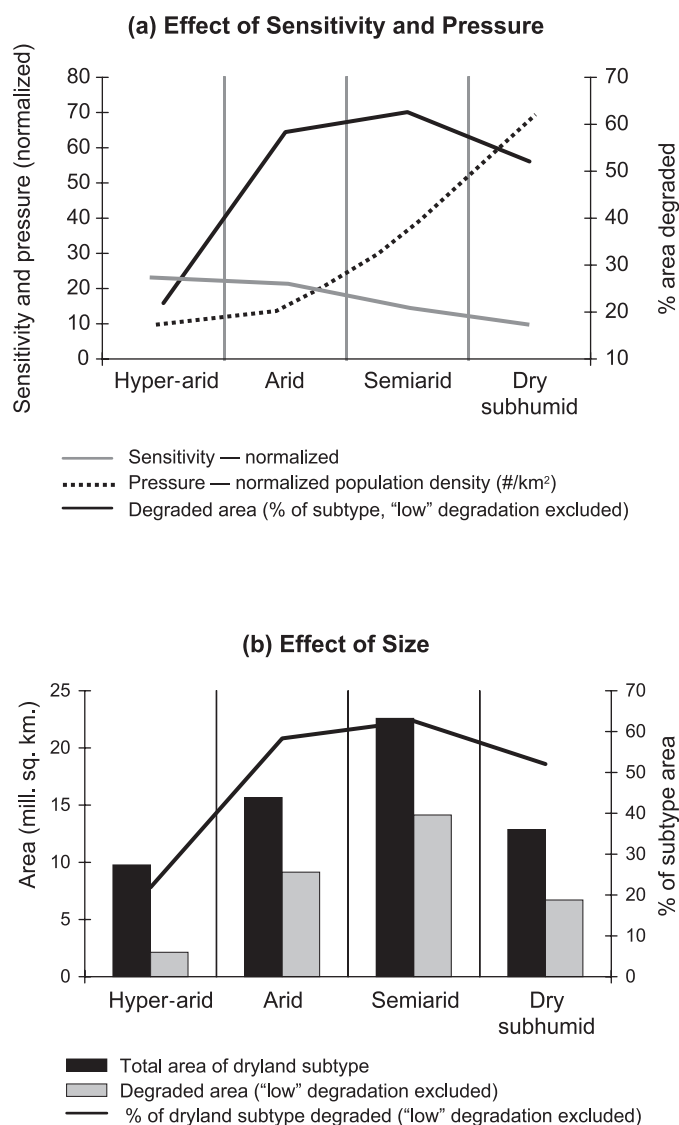 (a) Effect of Sensitivity and Pressure
Sensitivity and pressure (normalized)
80
70
60
50
40
30
20
10
0
70
60
50
40
30
20
10
% area degraded
Hyper-arid Arid Semiarid Dry
subhumid
Sensitivity — normalized
Pressure — normalized population density (#/km²)
Degraded area (% of subtype, “low” degradation excluded)
(b) Effect of Size
Area (mill. sq. km.)
25
20
15
10
5
0
70
60
50
40
30
20
10
0
% of subtype area
Hyper-arid Arid Semiarid Dry
subhumid
Total area of dryland subtype
Degraded area (“low” degradation excluded)
% of dryland subtype degraded (“low” degradation excluded)